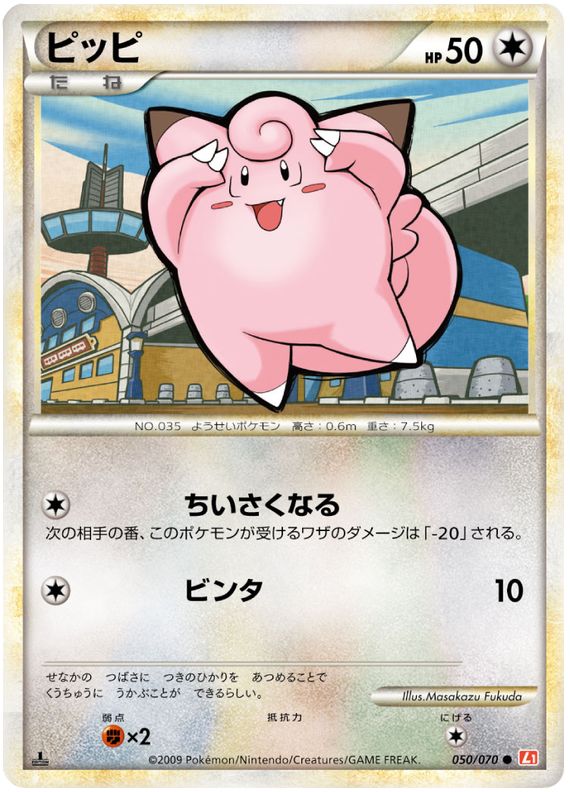 ピッピ
HP50
たね
NO.035 ようせいポケモン 高さ:0.6m 重さ:7.5kg
ちいさくなる
次の相手の番、このポケモンが受けるワザのダメージは「-20」される。
ビンタ 10
せなかの つばさに つきのひかりを あつめることで
くうちゅうに うかぶことが できるらしい。
Illus.Masakazu Fukuda
弱点 抵抗力 にげる
×2
1 EDITION ©2009 Pokémon/Nintendo/Creatures/GAME FREAK. 050/070 L1